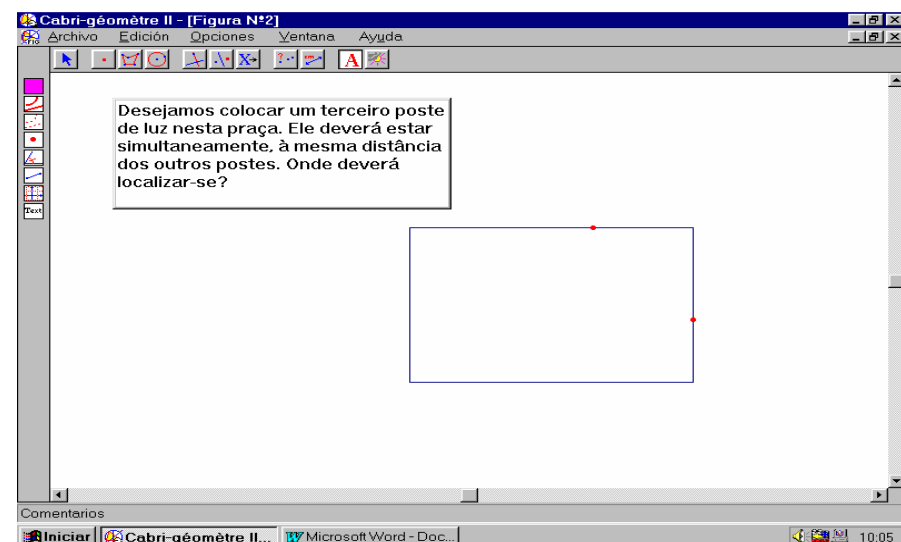 Cabri-géomètre II - [Figura Nº2]
Archivo Edición Opciones Ventana Ayuda
A
Desejamos colocar um terceiro poste
de luz nesta praça. Ele deverá estar
simultaneamente, à mesma distância
dos outros postes. Onde deverá
localizar-se?
Text
Comentarios
Iniciar Cabri-géomètre II... Microsoft Word - Doc... 10:05